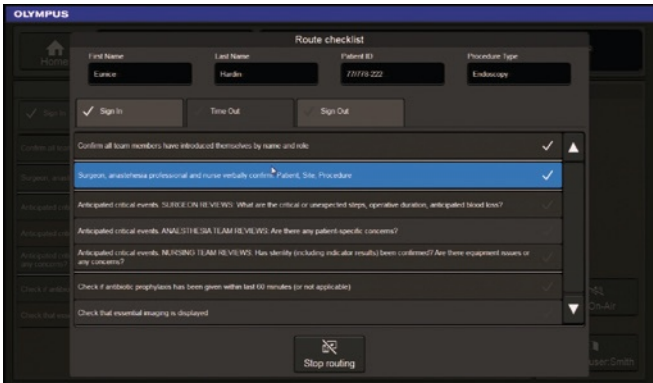 OLYMPUS
Route checklist
First Name
Last Name
Patient ID
Procedure Type
Home
Eunice
Hardin
77/778-222
Endoscopy
Sign In
Time Out
Sign Out
Confirm all team members have introduced themselves by name and role
Surgeon, anaesthesia professional and nurse verbally confirm: Patient, Site, Procedure
Anticipated critical events. SURGEON REVIEWS: What are the critical or unexpected steps, operative duration, anticipated blood loss?
Anticipated critical events. ANAESTHESIA TEAM REVIEWS: Are there any patient-specific concerns?
Anticipated critical events. NURSING TEAM REVIEWS: Has sterility (including indicator results) been confirmed? Are there equipment issues or
any concerns?
Check if antibiotic prophylaxis has been given within last 60 minutes (or not applicable)
Check that essential imaging is displayed
On-Air
Stop routing
user:Smith